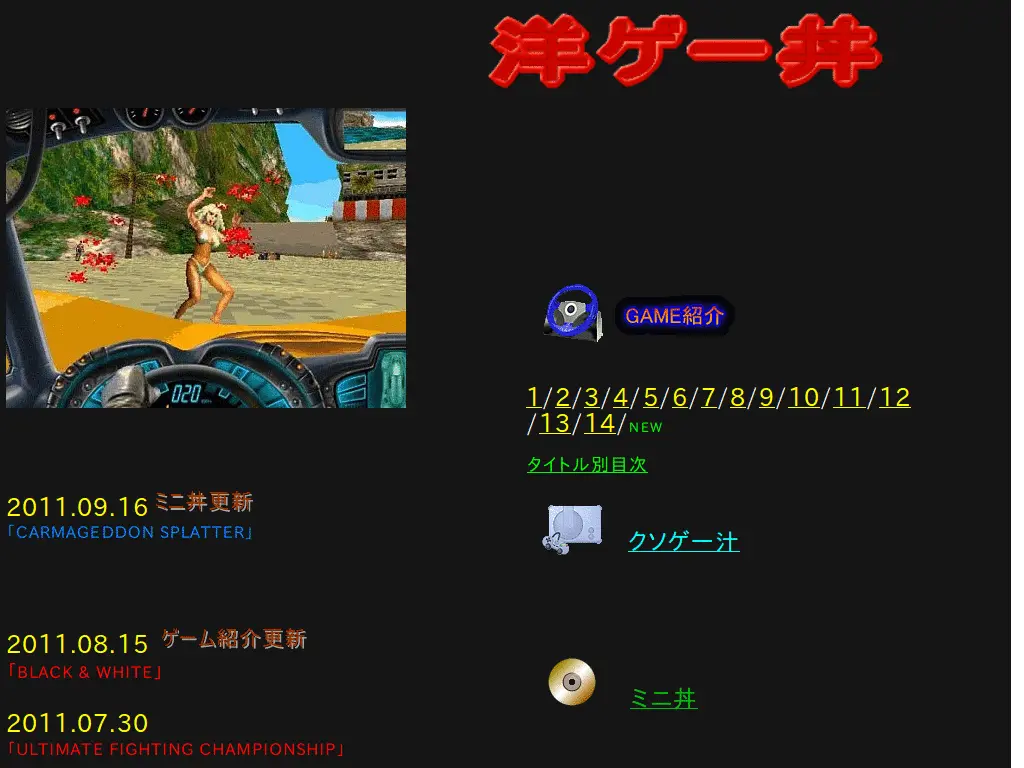 洋ゲー丼
020
GAME紹介
1/2/3/4/5/6/7/8/9/10/11/12
/13/14/NEW
タイトル別目次
2011.09.16 ミニ丼更新
「CARMAGEDDON SPLATTER」
クソゲー汁
2011.08.15 ゲーム紹介更新
「BLACK & WHITE」
ミニ丼
2011.07.30
「ULTIMATE FIGHTING CHAMPIONSHIP」